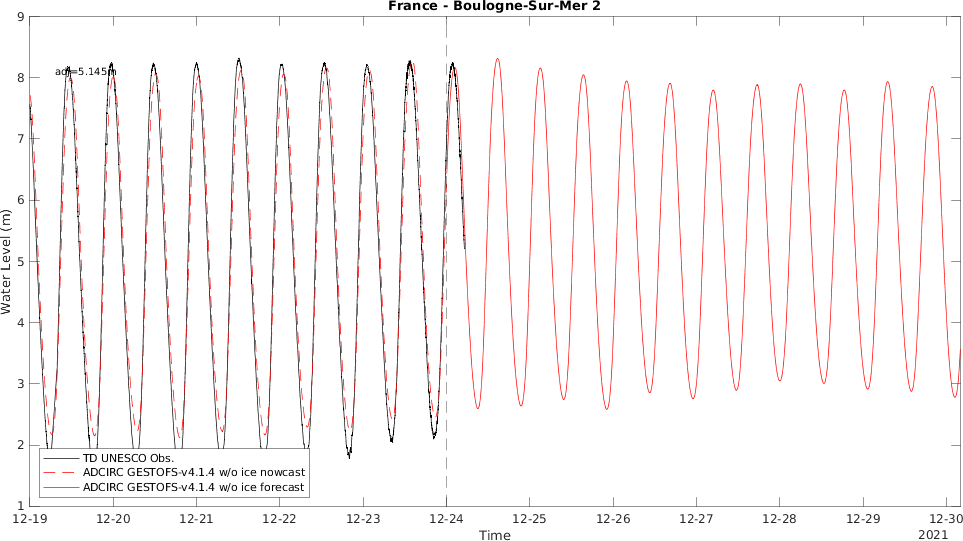 France - Boulogne-Sur-Mer 2
9
8
7
6
5
4
3
2
1
Water Level (m)
adj=5.145m
TD UNESCO Obs.
ADCIRC GESTOFS-v4.1.4 w/o ice nowcast
ADCIRC GESTOFS-v4.1.4 w/o ice forecast
12-19 12-20 12-21 12-22 12-23 12-24 12-25 12-26 12-27 12-28 12-29 12-30
Time
2021